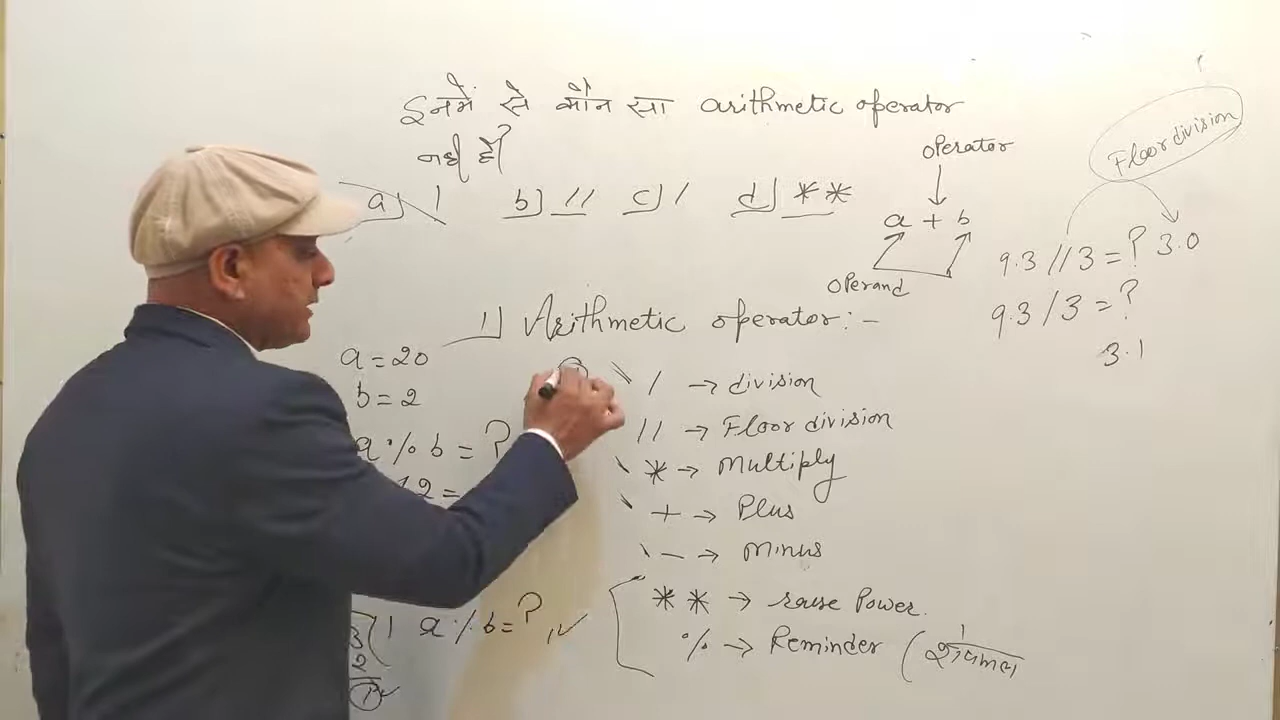 इनमें से कौन सा arithmetic operator
नही है?
a] | b] // c] / d] **
operator
a + b
operand
Floor division
9.3 // 3 = ? 3.0
9.3 / 3 = ?
3.1
1] Arithmetic operator:-
/ → division
// → Floor division
* → Multiply
+ → Plus
- → Minus
** → raise Power.
% → Reminder (
a = 20
b = 2
a % b = ?
12 =
a % b = ?